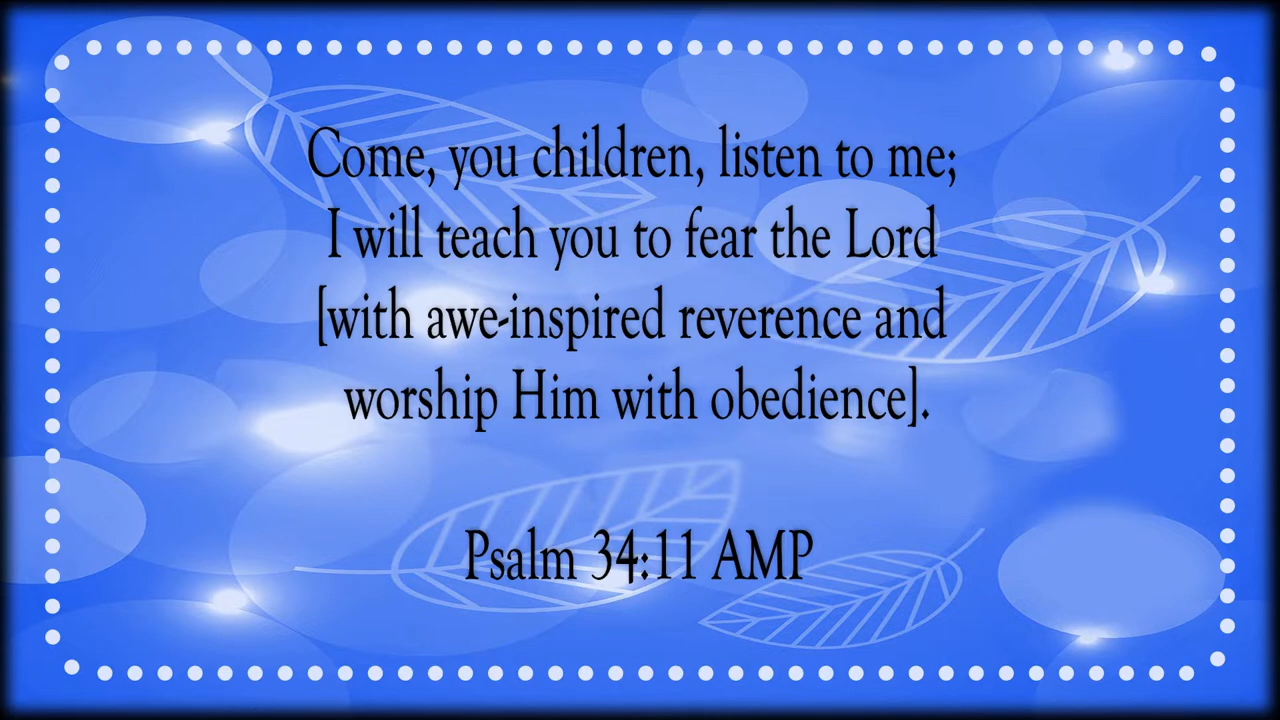 Come, you children, listen to me;
I will teach you to fear the Lord
[with awe-inspired reverence and
worship Him with obedience].
Psalm 34:11 AMP